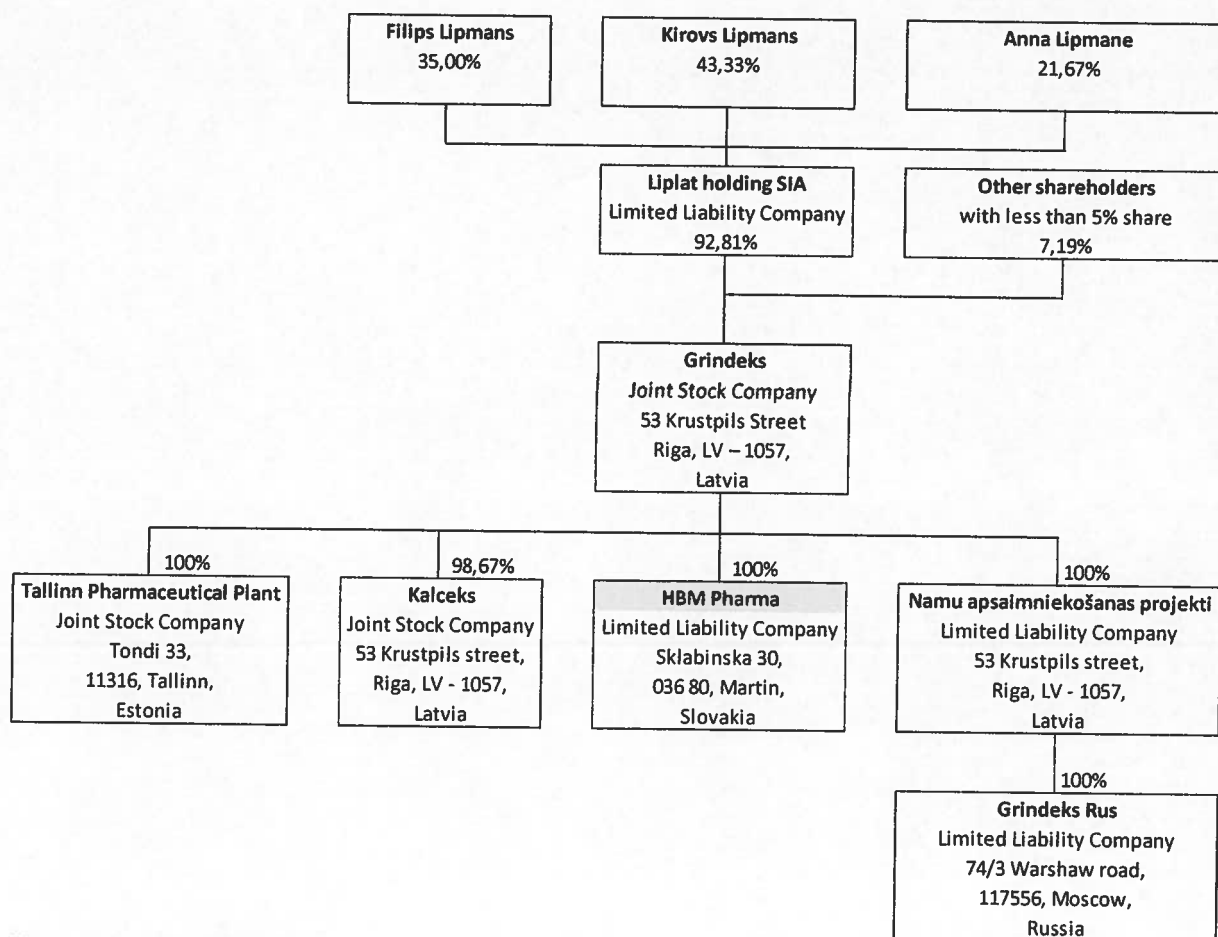 Filips Lipmans
35,00%
Kirovs Lipmans
43,33%
Anna Lipmane
21,67%
Liplat holding SIA
Limited Liability Company
92,81%
Other shareholders
with less than 5% share
7,19%
Grindeks
Joint Stock Company
53 Krustpils Street
Riga, LV – 1057,
Latvia
100%
Tallinn Pharmaceutical Plant
Joint Stock Company
Tondi 33,
11316, Tallinn,
Estonia
98,67%
Kalceks
Joint Stock Company
53 Krustpils street,
Riga, LV - 1057,
Latvia
100%
HBM Pharma
Limited Liability Company
Sklabinska 30,
036 80, Martin,
Slovakia
100%
Namu apsaimniekošanas projekti
Limited Liability Company
53 Krustpils street,
Riga, LV - 1057,
Latvia
100%
Grindeks Rus
Limited Liability Company
74/3 Warshaw road,
117556, Moscow,
Russia